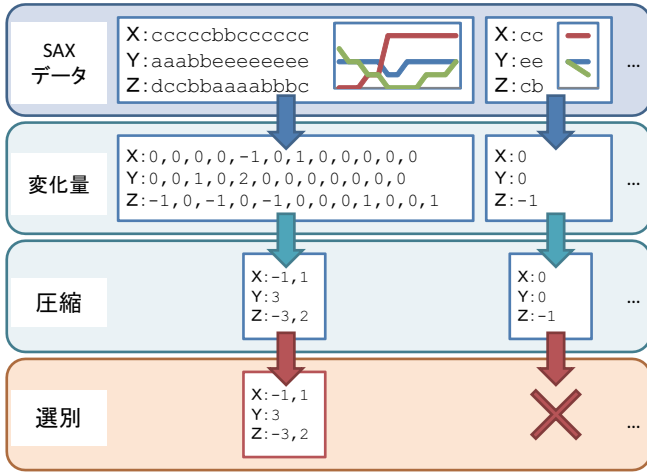 SAX
データ
X:cccccbbcccccc
Y:aaabbeeeeeeee
Z:dccbbaaaabbbc
X:cc
Y:ee
Z:cb
...
変化量
X:0,0,0,0,-1,0,1,0,0,0,0,0
Y:0,0,1,0,2,0,0,0,0,0,0,0
Z:-1,0,-1,0,-1,0,0,0,1,0,0,1
X:0
Y:0
Z:-1
...
圧縮
X:-1,1
Y:3
Z:-3,2
X:0
Y:0
Z:-1
...
選別
X:-1,1
Y:3
Z:-3,2
...